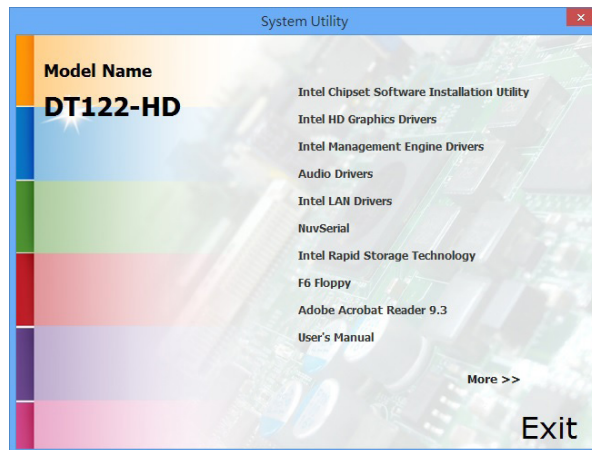 System Utility
Model Name
DT122-HD
Intel Chipset Software Installation Utility
Intel HD Graphics Drivers
Intel Management Engine Drivers
Audio Drivers
Intel LAN Drivers
NuvSerial
Intel Rapid Storage Technology
F6 Floppy
Adobe Acrobat Reader 9.3
User's Manual
More >>
Exit